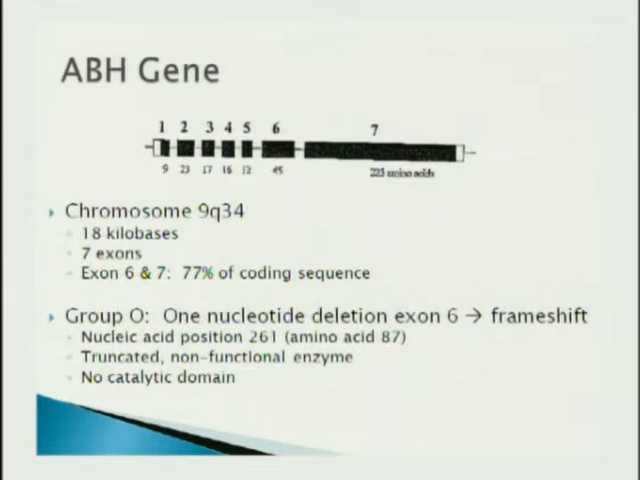 ABH Gene
1 2 3 4 5 6 7
9 23 17 16 12 45 225 amino acids
Chromosome 9q34
18 kilobases
7 exons
Exon 6 & 7: 77% of coding sequence
Group O: One nucleotide deletion exon 6 → frameshift
Nucleic acid position 261 (amino acid 87)
Truncated, non-functional enzyme
No catalytic domain